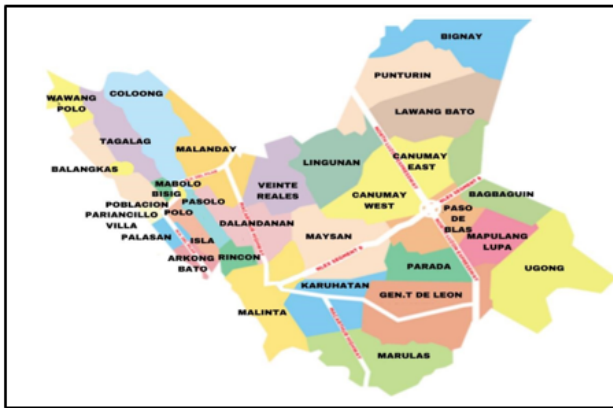 BIGNAY
PUNTURIN
COLOONG
WAWANG
POLO
LAWANG BATO
TAGALAG
MALANDAY
LINGUNAN
CANUMAY
EAST
BALANGKAS
MABOLO
BISIG
VEINTE
REALES
CANUMAY
WEST
BAGBAGUIN
POBLACION
PASOLO
POLO
PARIANCILLO
VILLA
DALANDANAN
PASO
DE
BLAS
MAPULANG
LUPA
PALASAN
ISLA
MAYSAN
ARKONG
BATO
RINCON
NLEX SEGMENT
PARADA
UGONG
KARUHATAN
GEN.T DE LEON
MALINTA
MARULAS